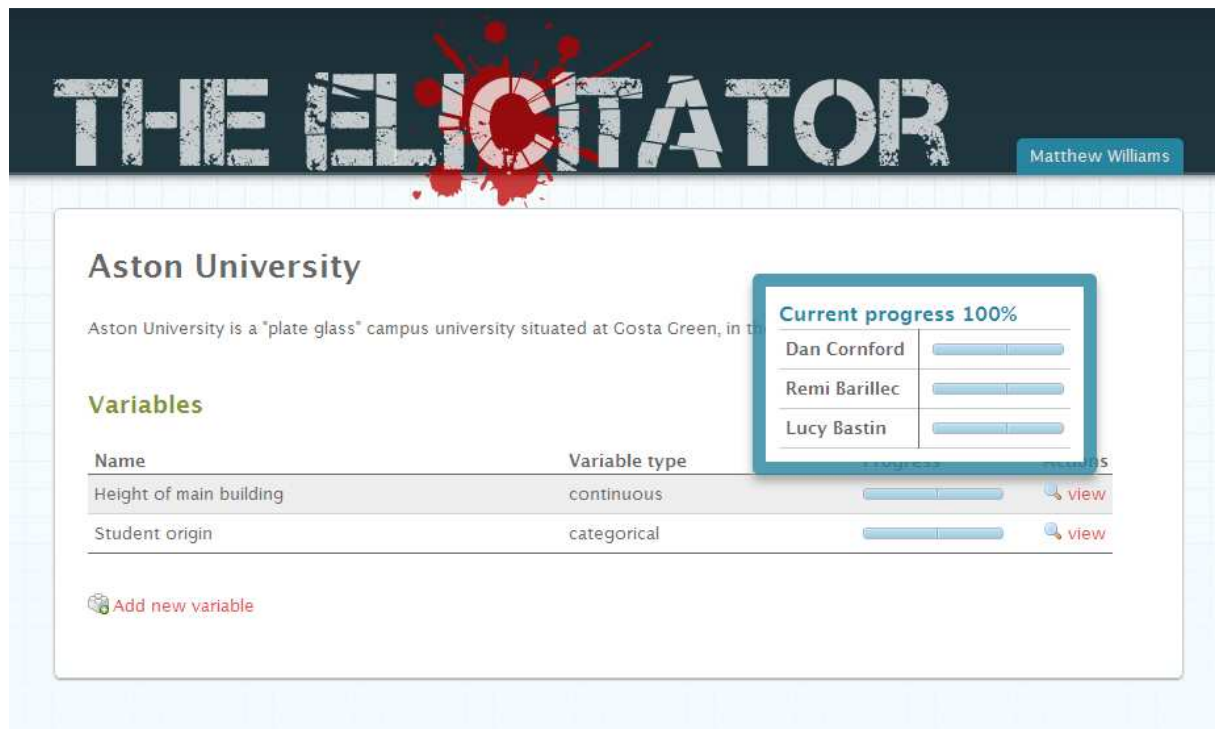 THE ELICITATOR
Matthew Williams
Aston University
Aston University is a "plate glass" campus university situated at Gosta Green, in
Current progress 100%
Dan Cornford
Remi Barillec
Lucy Bastin
Variables
Name Variable type Progress Actions
Height of main building continuous view
Student origin categorical view
Add new variable